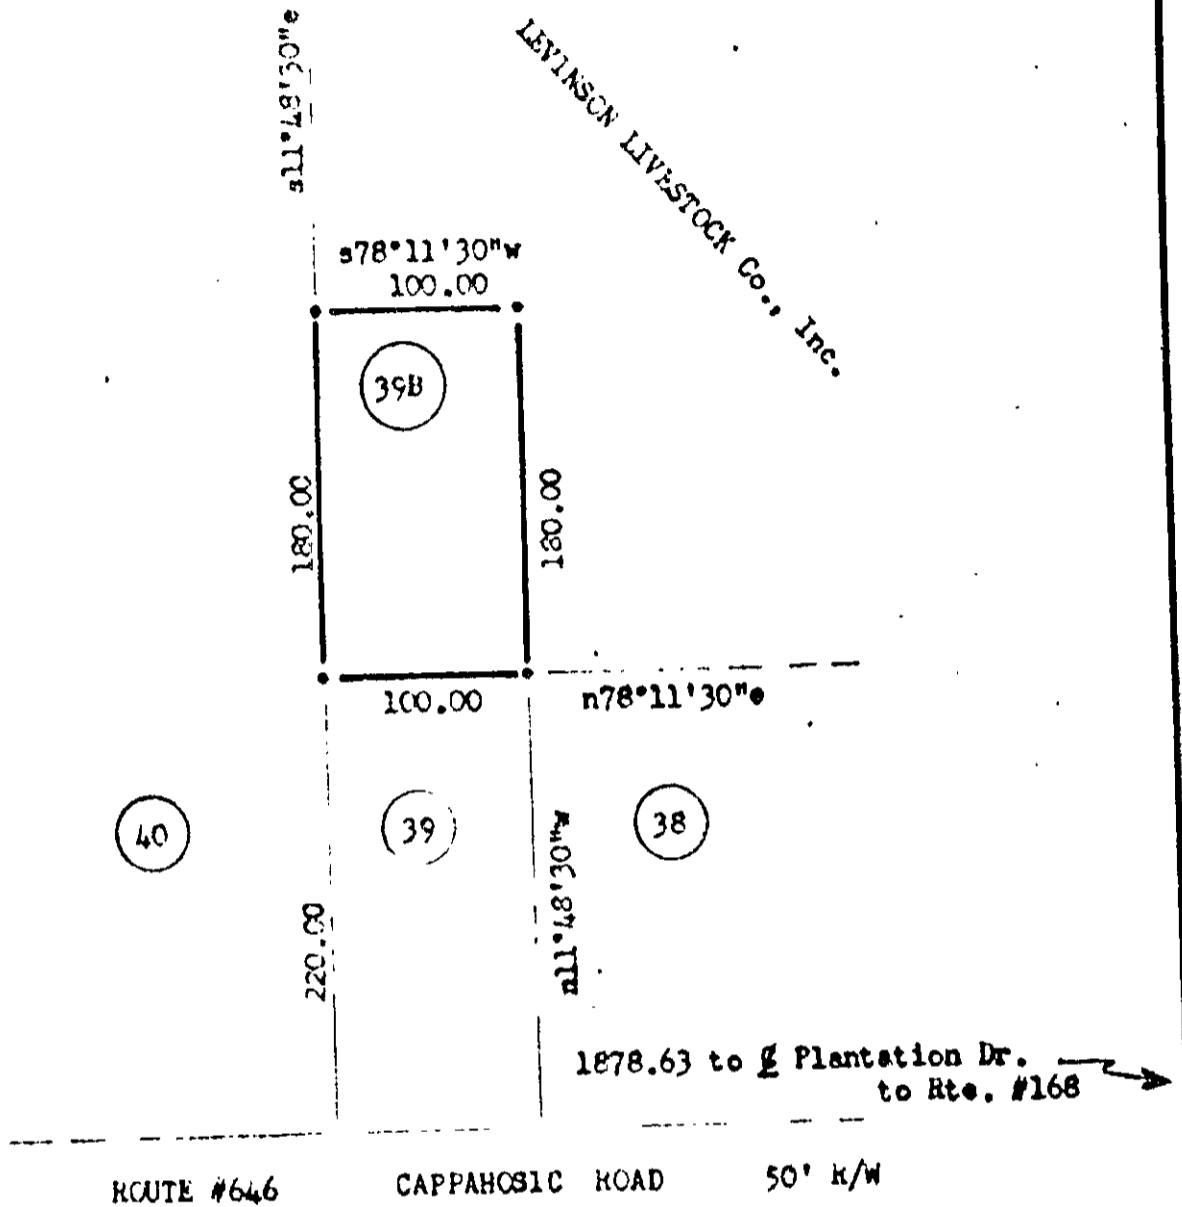 s11°48'30"e
LEVINSON LIVESTOCK Co., Inc.
s78°11'30"w
100.00
39B
180.00
180.00
100.00
n78°11'30"e
40
39
38
220.00
n11°48'30"w
1878.63 to ℄ Plantation Dr.
to Rte. #168
ROUTE #646 CAPPAHOSIC ROAD 50' R/W